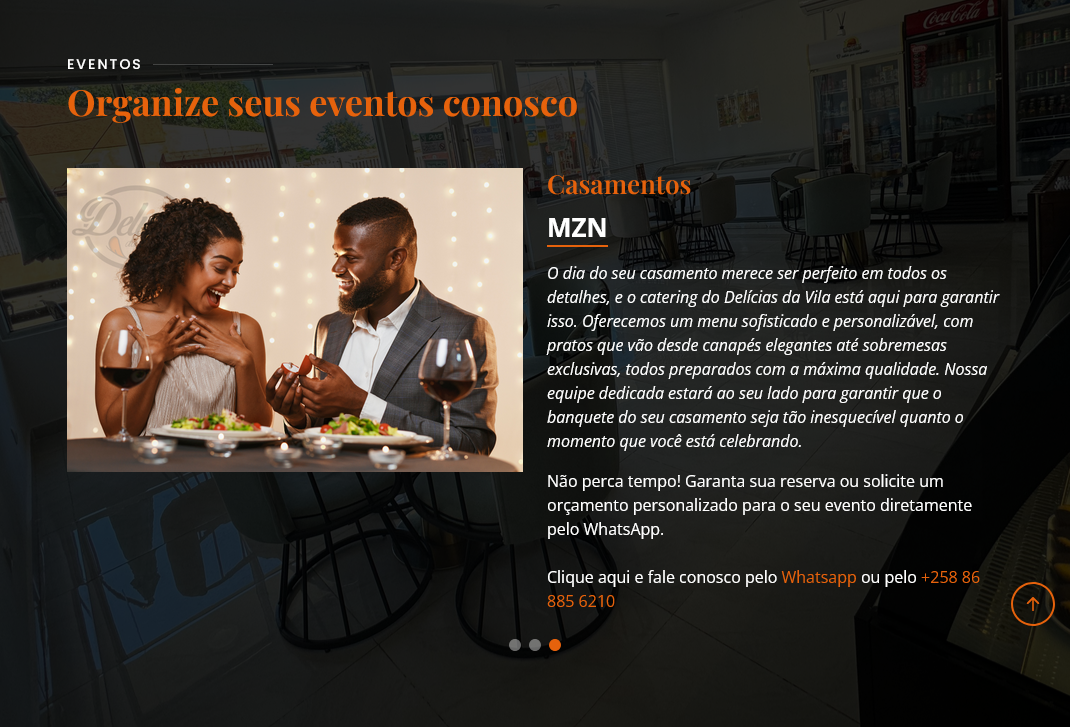 EVENTOS
Organize seus eventos conosco
Casamentos
MZN
O dia do seu casamento merece ser perfeito em todos os
detalhes, e o catering do Delícias da Vila está aqui para garantir
isso. Oferecemos um menu sofisticado e personalizável, com
pratos que vão desde canapés elegantes até sobremesas
exclusivas, todos preparados com a máxima qualidade. Nossa
equipe dedicada estará ao seu lado para garantir que o
banquete do seu casamento seja tão inesquecível quanto o
momento que você está celebrando.
Não perca tempo! Garanta sua reserva ou solicite um
orçamento personalizado para o seu evento diretamente
pelo WhatsApp.
Clique aqui e fale conosco pelo Whatsapp ou pelo +258 86
885 6210
Coca-Cola